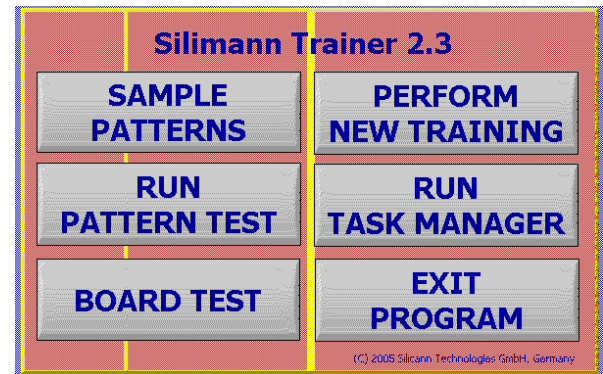 Silimann Trainer 2.3
SAMPLE
PATTERNS
PERFORM
NEW TRAINING
RUN
PATTERN TEST
RUN
TASK MANAGER
BOARD TEST
EXIT
PROGRAM
(C) 2005 Silicann Technologies GmbH, Germany